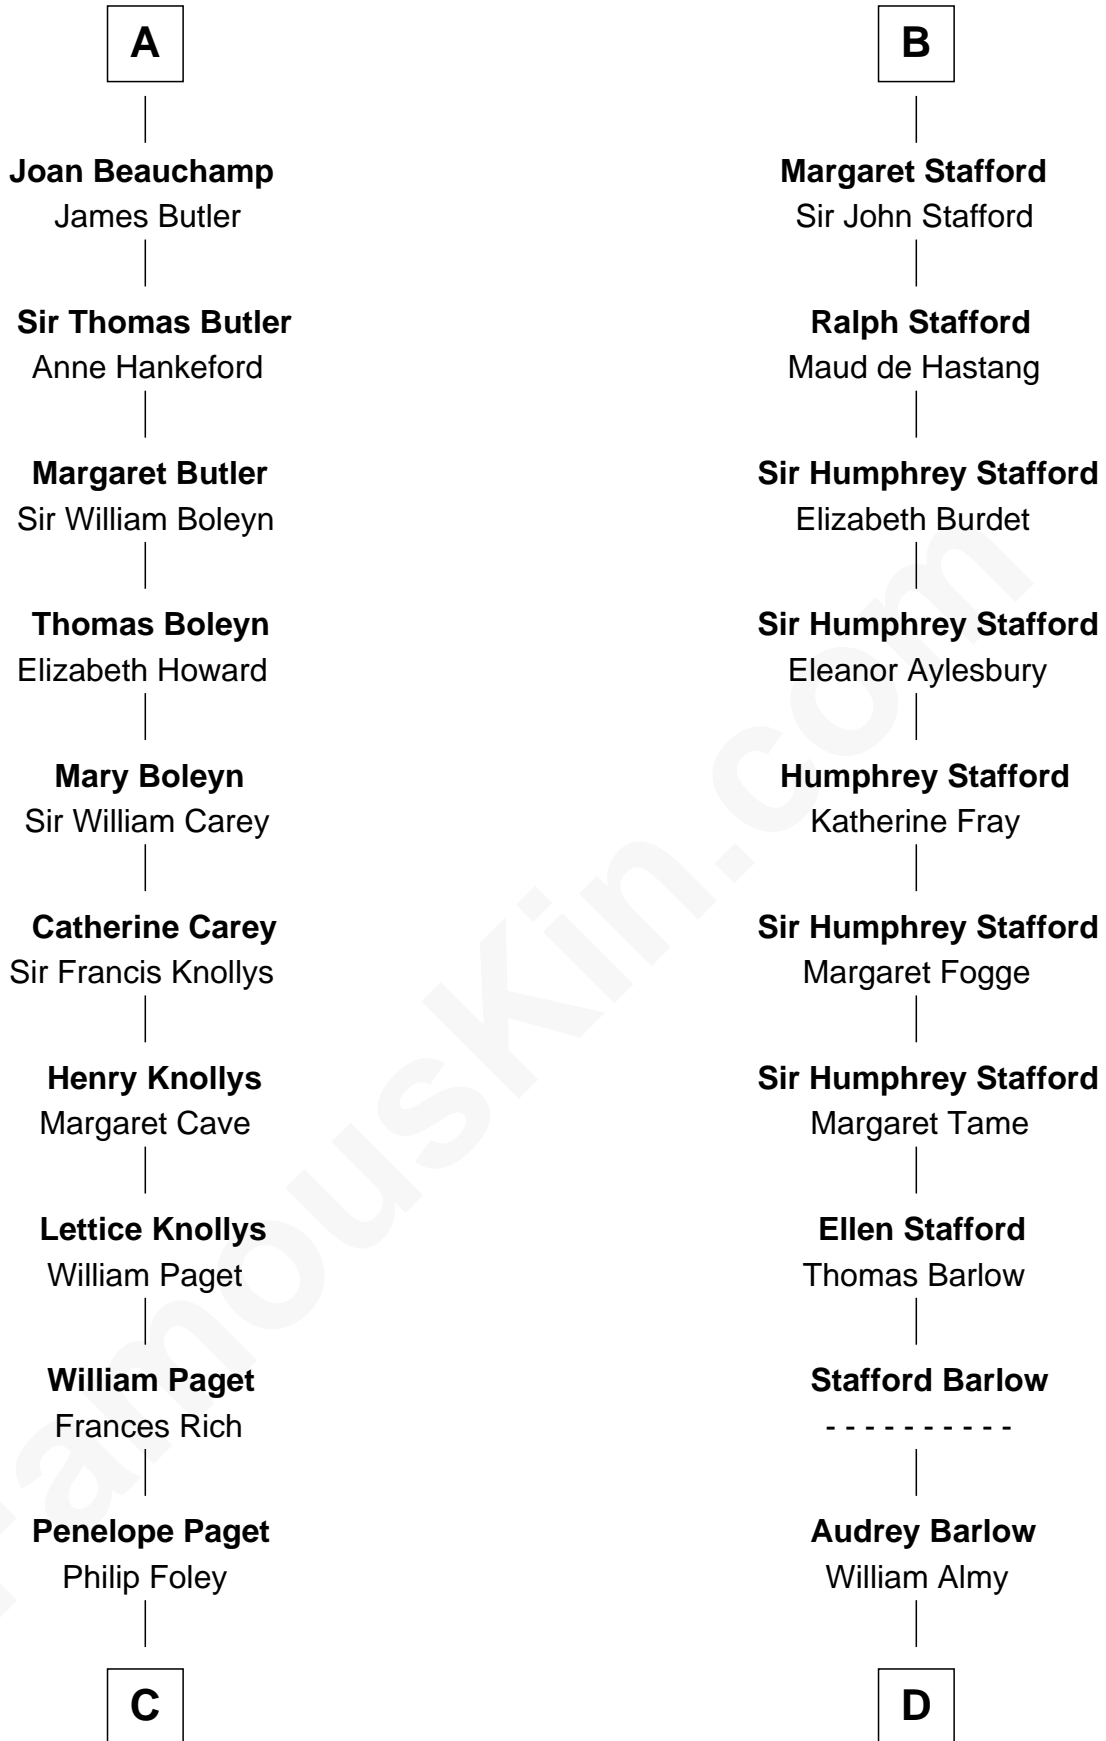 A
Joan Beauchamp
James Butler
Sir Thomas Butler
Anne Hankeford
Margaret Butler
Sir William Boleyn
Thomas Boleyn
Elizabeth Howard
Mary Boleyn
Sir William Carey
Catherine Carey
Sir Francis Knollys
Henry Knollys
Margaret Cave
Lettice Knollys
William Paget
William Paget
Frances Rich
Penelope Paget
Philip Foley
C
B
Margaret Stafford
Sir John Stafford
Ralph Stafford
Maud de Hastang
Sir Humphrey Stafford
Elizabeth Burdet
Sir Humphrey Stafford
Eleanor Aylesbury
Humphrey Stafford
Katherine Fray
Sir Humphrey Stafford
Margaret Fogge
Sir Humphrey Stafford
Margaret Tame
Ellen Stafford
Thomas Barlow
Stafford Barlow
- - - - - - - - - -
Audrey Barlow
William Almy
D
FamousKin.com